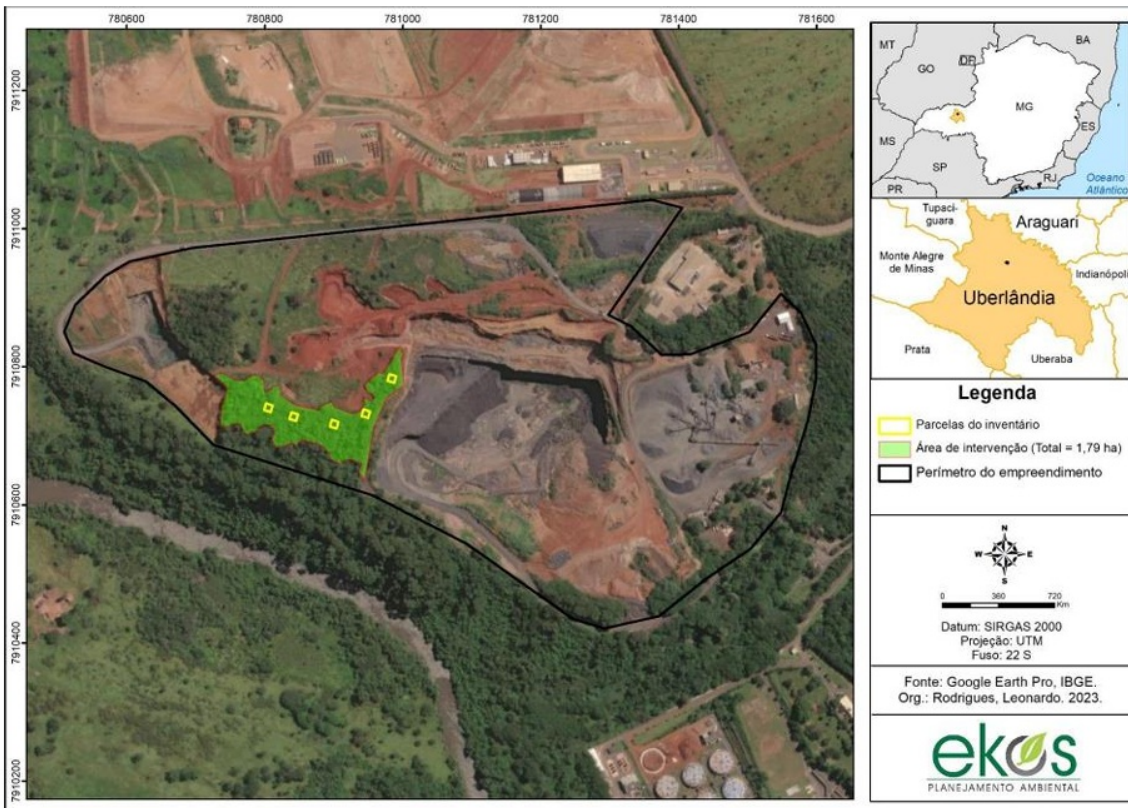 780600 780800 781000 781200 781400 781600
7911200
7911000
7910800
7910600
7910400
7910200
MT
GO
DF
BA
MG
ES
MS
SP
RJ
PR
Oceano
Atlântico
Tupaci-
guara
Araguari
Monte Alegre
de Minas
Indianópoli
Uberlândia
Prata
Uberaba
Legenda
Parcelas do inventário
Área de intervenção (Total = 1,79 ha)
Perímetro do empreendimento
N
W E
S
0 360 720
Km
Datum: SIRGAS 2000
Projeção: UTM
Fuso: 22 S
Fonte: Google Earth Pro, IBGE.
Org.: Rodrigues, Leonardo. 2023.
ekos
PLANEJAMENTO AMBIENTAL